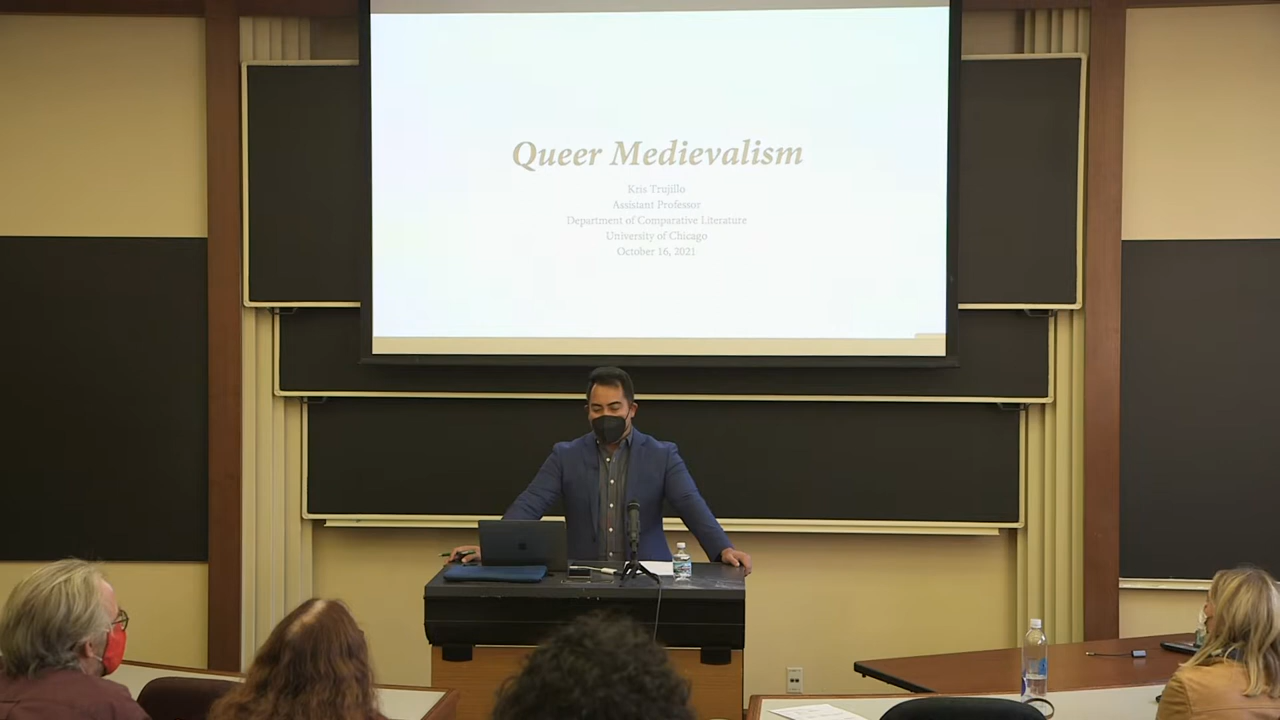 Queer Medievalism
Kris Trujillo
Assistant Professor
Department of Comparative Literature
University of Chicago
October 16, 2021